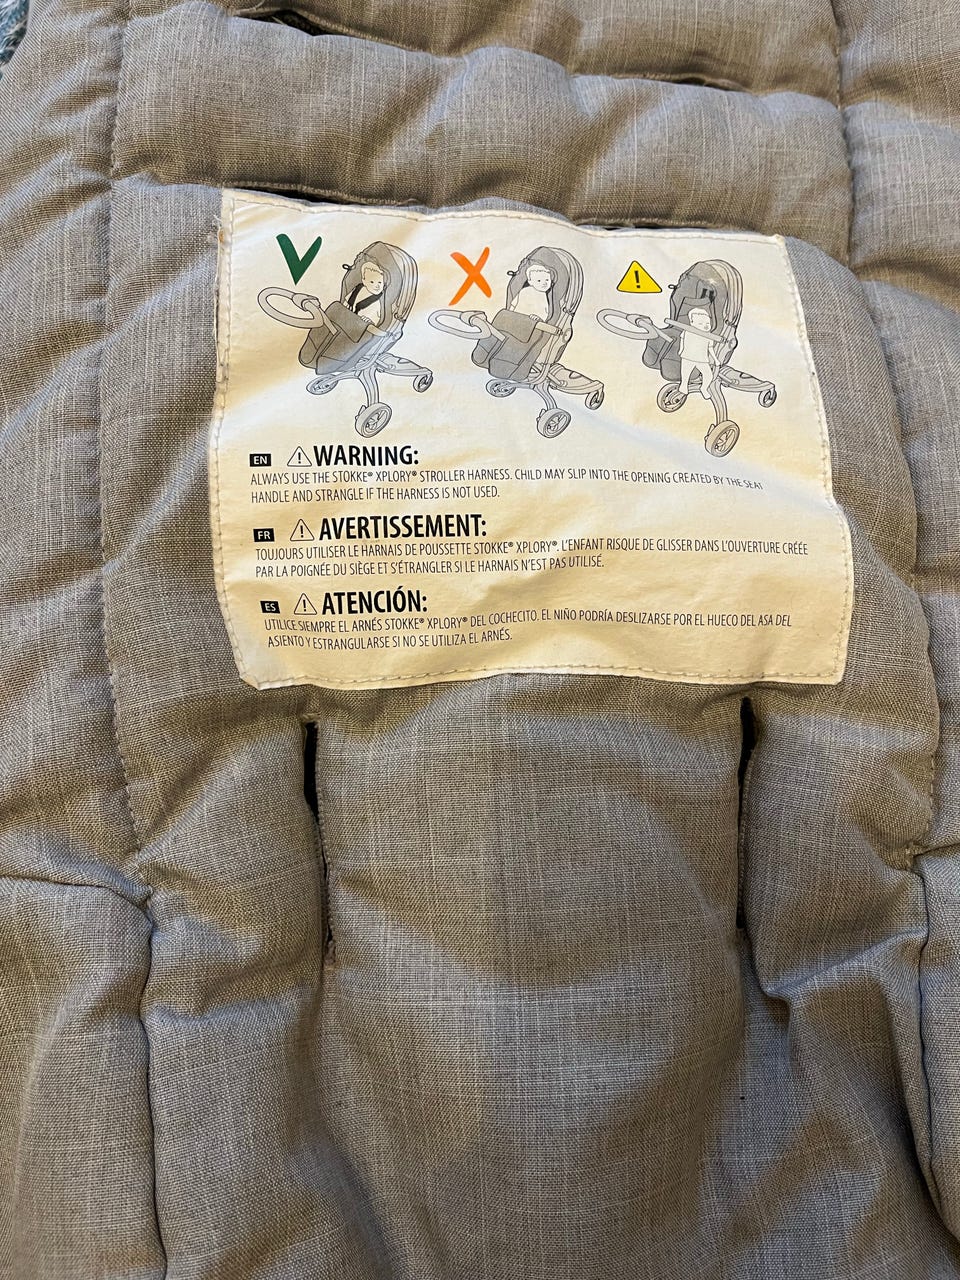 EN WARNING:
ALWAYS USE THE STOKKE® XPLORY® STROLLER HARNESS. CHILD MAY SLIP INTO THE OPENING CREATED BY THE SEAT
HANDLE AND STRANGLE IF THE HARNESS IS NOT USED.
FR AVERTISSEMENT:
TOUJOURS UTILISER LE HARNAIS DE POUSSETTE STOKKE® XPLORY®. L'ENFANT RISQUE DE GLISSER DANS L'OUVERTURE CRÉÉE
PAR LA POIGNÉE DU SIÈGE ET S'ÉTRANGLER SI LE HARNAIS N'EST PAS UTILISÉ.
ES ATENCIÓN:
UTILICE SIEMPRE EL ARNÉS STOKKE® XPLORY® DEL COCHECITO. EL NIÑO PODRÍA DESLIZARSE POR EL HUECO DEL ASA DEL
ASIENTO Y ESTRANGULARSE SI NO SE UTILIZA EL ARNÉS.